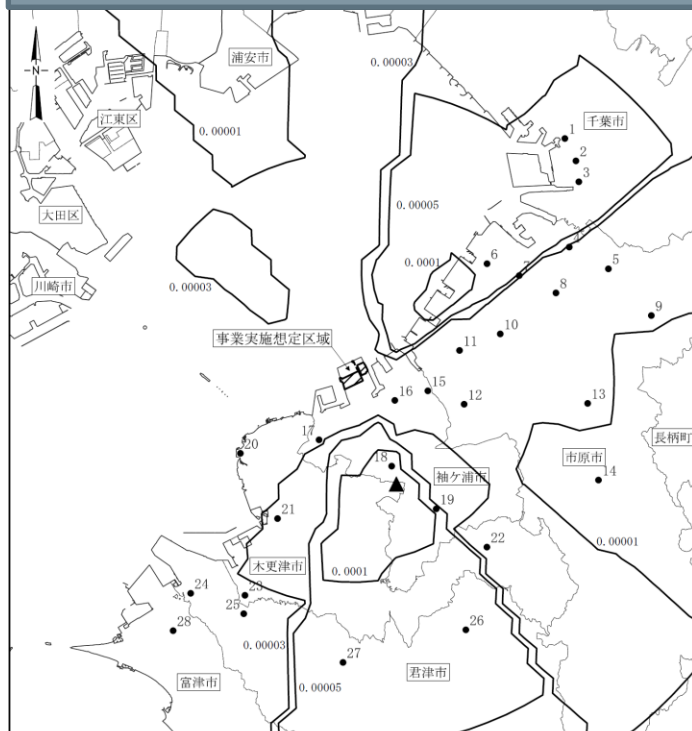 浦安市
0.00003
N
江東区
0.00001
千葉市
1
2
3
0.00005
大田区
4
0.0001
6
5
7
川崎市
0.00003
8
9
事業実施想定区域
10
11
15
16
12
13
17
20
18
袖ケ浦市
市原市
長柄町
14
19
21
0.00001
22
0.0001
木更津市
24
23
25
28
0.00003
26
27
君津市
富津市
0.00005